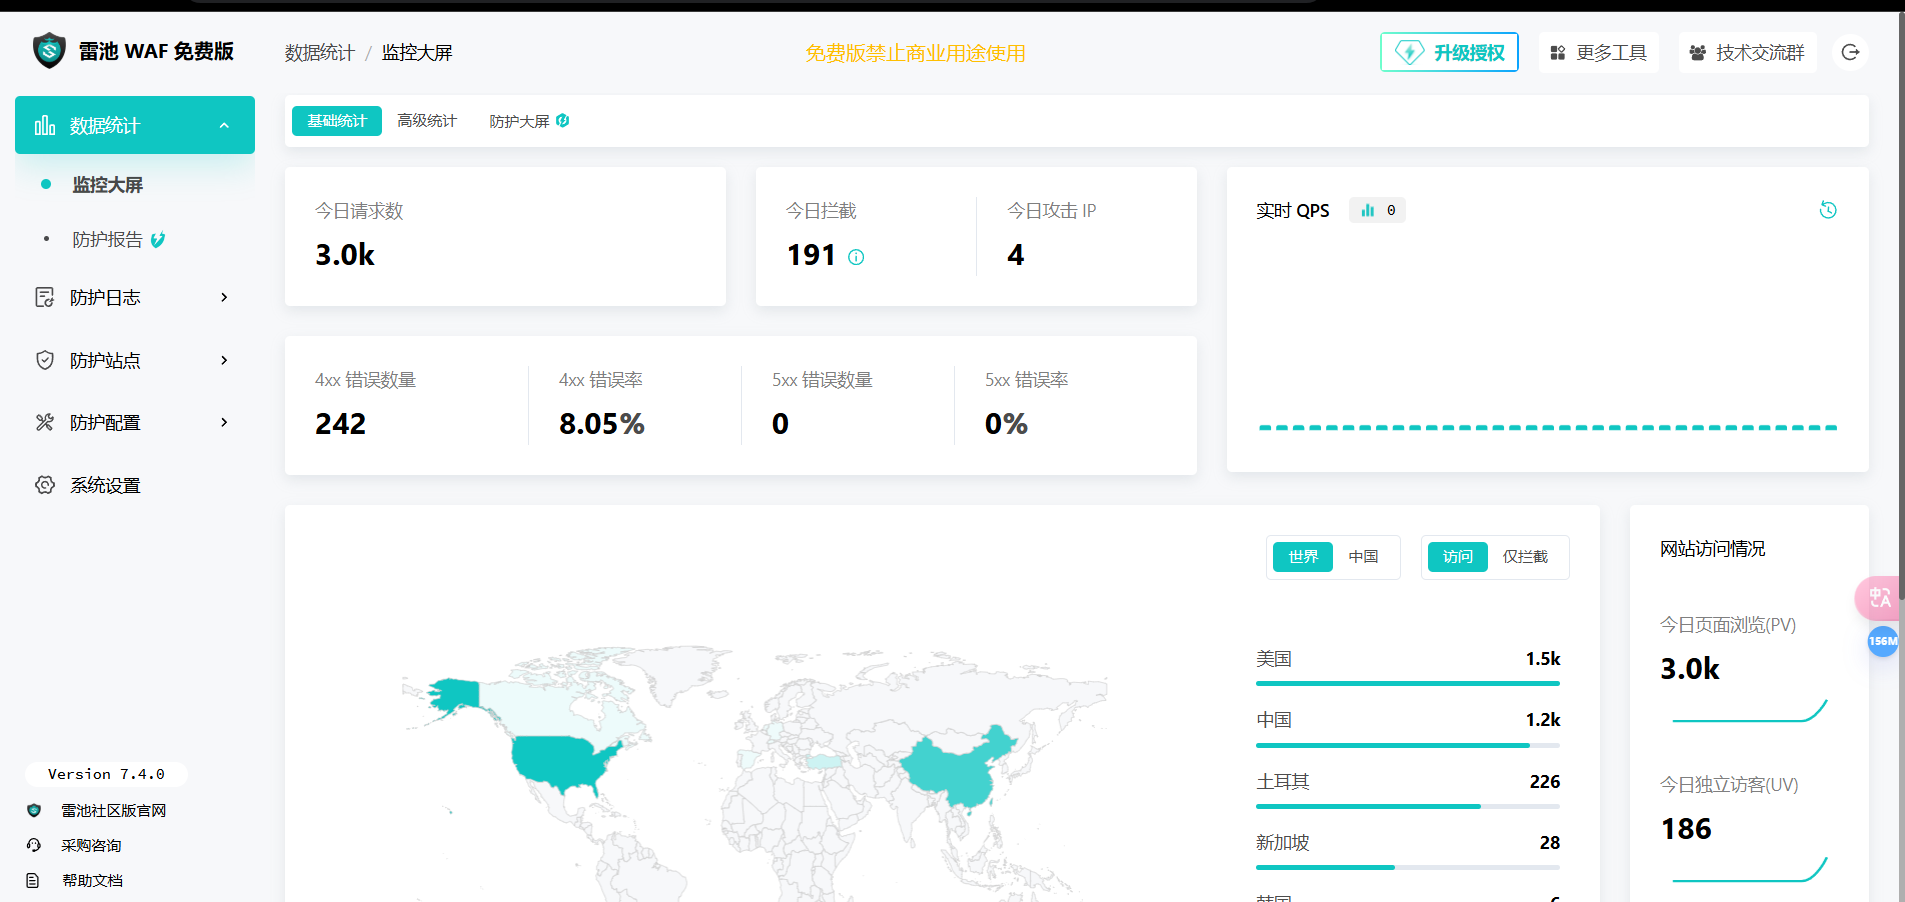 雷池 WAF 免费版
数据统计 / 监控大屏
免费版禁止商业用途使用
升级授权
更多工具
技术交流群
数据统计
监控大屏
防护报告
防护日志
防护站点
防护配置
系统设置
Version 7.4.0
雷池社区版官网
采购咨询
帮助文档
基础统计
高级统计
防护大屏
今日请求数
3.0k
今日拦截
191
今日攻击 IP
4
实时 QPS
0
4xx 错误数量
242
4xx 错误率
8.05%
5xx 错误数量
0
5xx 错误率
0%
世界
中国
访问
仅拦截
美国 1.5k
中国 1.2k
土耳其 226
新加坡 28
网站访问情况
今日页面浏览(PV)
3.0k
今日独立访客(UV)
186
156M